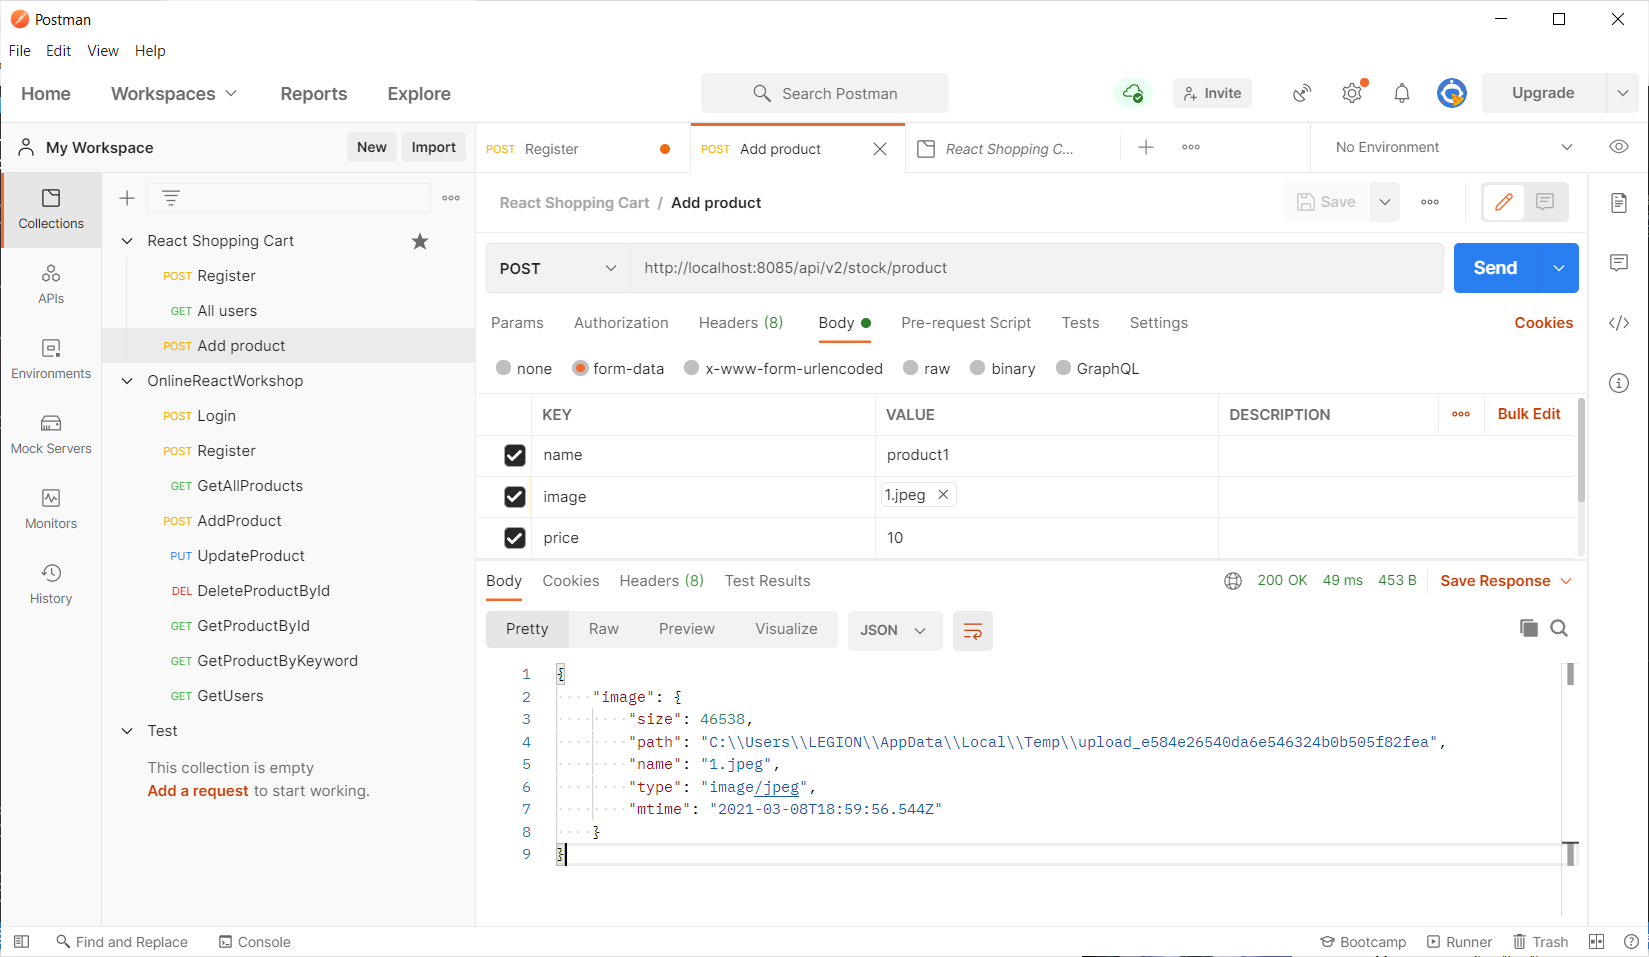 Postman
File Edit View Help
Home Workspaces Reports Explore Search Postman Invite Upgrade
My Workspace New Import
POST Register POST Add product React Shopping C... No Environment
Collections
APIs
Environments
Mock Servers
Monitors
History
React Shopping Cart
POST Register
GET All users
POST Add product
OnlineReactWorkshop
POST Login
POST Register
GET GetAllProducts
POST AddProduct
PUT UpdateProduct
DEL DeleteProductById
GET GetProductById
GET GetProductByKeyword
GET GetUsers
Test
This collection is empty
Add a request to start working.
React Shopping Cart / Add product Save
POST http://localhost:8085/api/v2/stock/product Send
Params Authorization Headers (8) Body Pre-request Script Tests Settings Cookies
none form-data x-www-form-urlencoded raw binary GraphQL
KEY VALUE DESCRIPTION Bulk Edit
name product1
image 1.jpeg
price 10
Body Cookies Headers (8) Test Results 200 OK 49 ms 453 B Save Response
Pretty Raw Preview Visualize JSON
1 {
2 "image": {
3 "size": 46538,
4 "path": "C:\\Users\\LEGION\\AppData\\Local\\Temp\\upload_e584e26540da6e546324b0b505f82fea",
5 "name": "1.jpeg",
6 "type": "image/jpeg",
7 "mtime": "2021-03-08T18:59:56.544Z"
8 }
9 }
Find and Replace Console Bootcamp Runner Trash